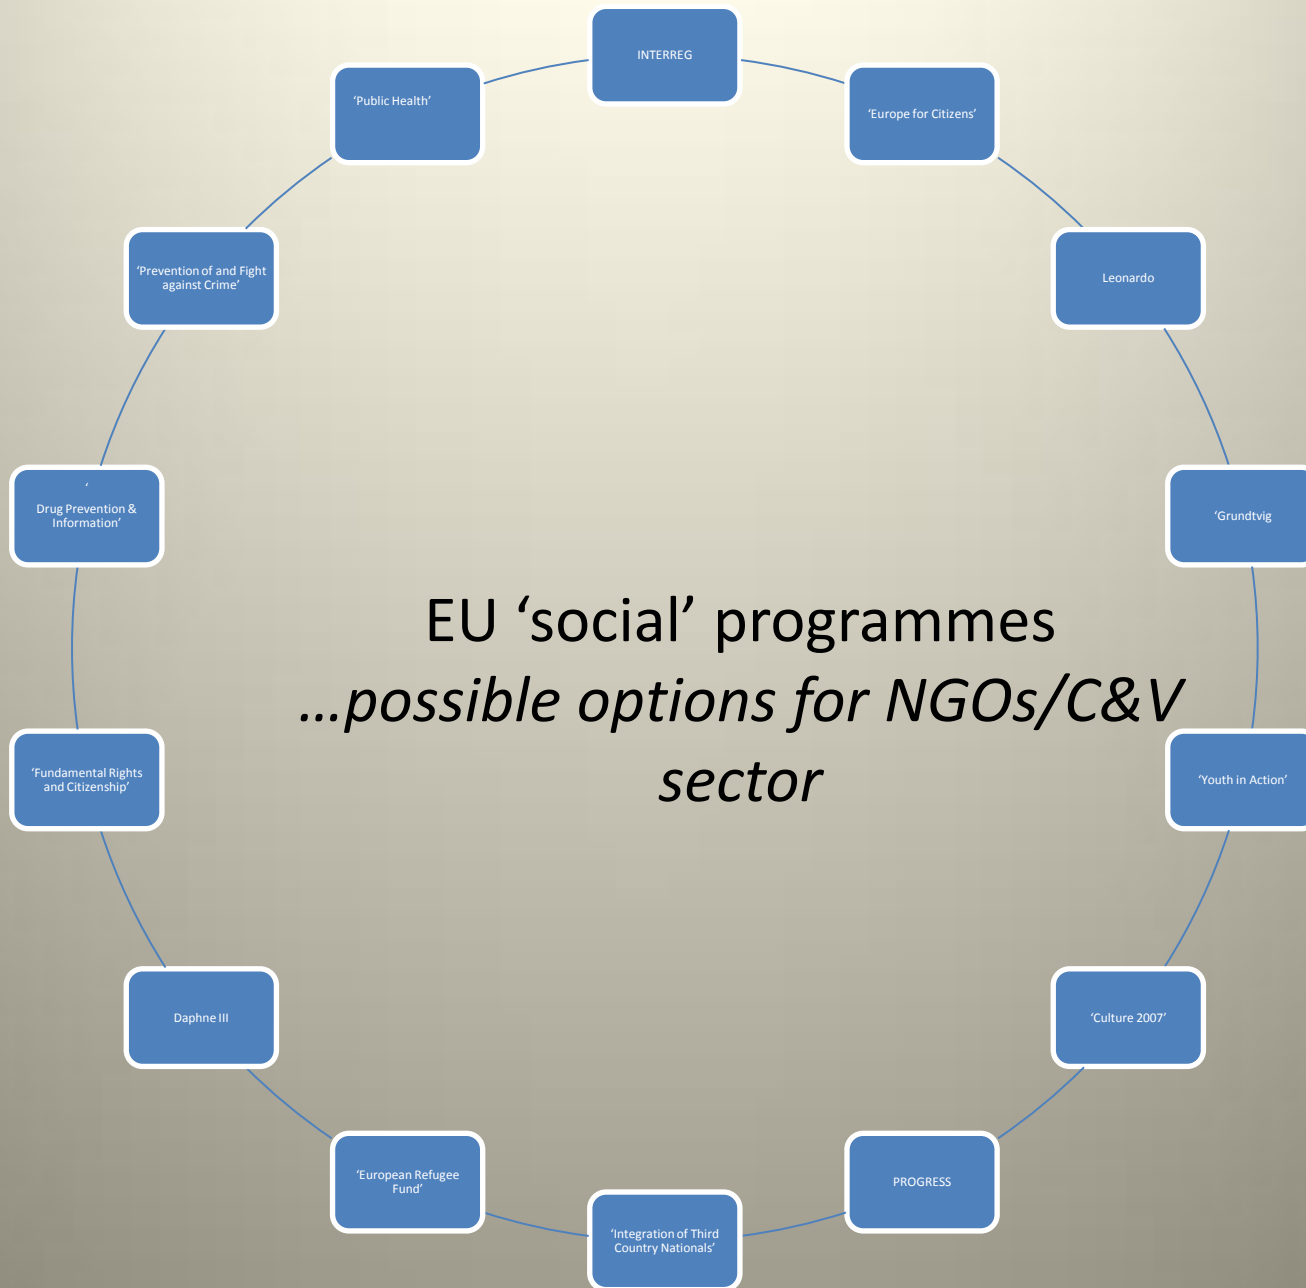 INTERREG
‘Europe for Citizens’
Leonardo
‘Grundtvig
‘Youth in Action’
‘Culture 2007’
PROGRESS
‘Integration of Third
Country Nationals’
‘European Refugee
Fund’
Daphne III
‘Fundamental Rights
and Citizenship’
‘
Drug Prevention &
Information’
‘Prevention of and Fight
against Crime’
‘Public Health’
EU ‘social’ programmes
…possible options for NGOs/C&V
sector